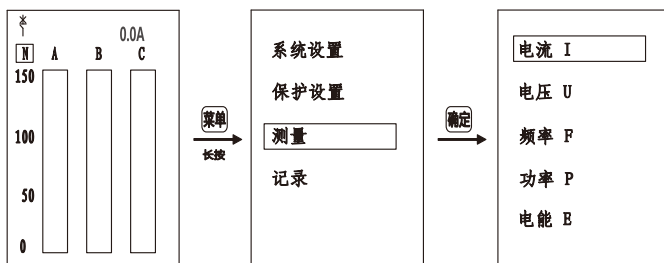 0.0A
N A B C
150
100
50
0
菜单
长按
系统设置
保护设置
测量
记录
确定
电流 I
电压 U
频率 F
功率 P
电能 E